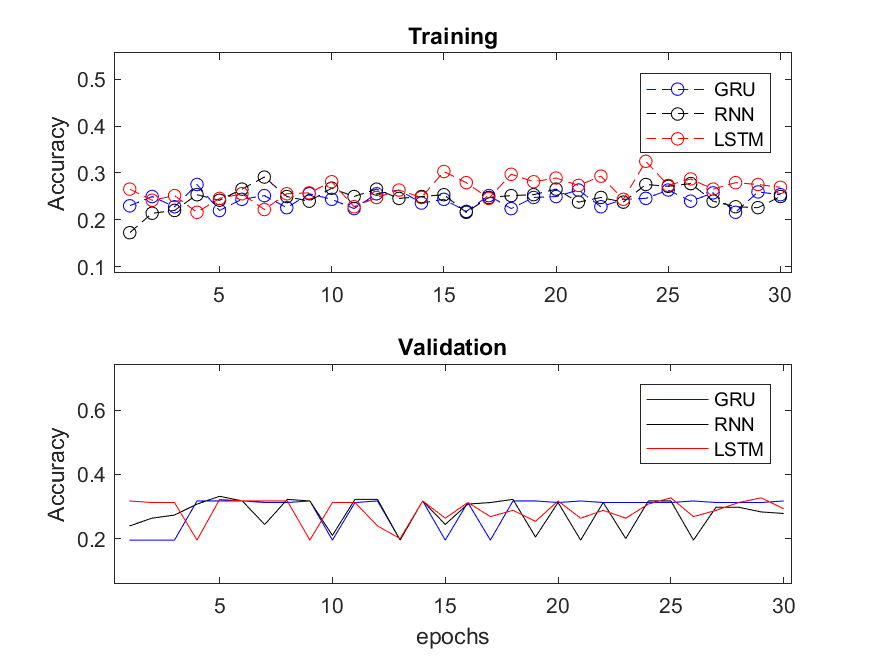 Training
Accuracy
0.5
0.4
0.3
0.2
0.1
GRU
RNN
LSTM
5
10
15
20
25
30
Validation
Accuracy
0.6
0.4
0.2
GRU
RNN
LSTM
5
10
15
20
25
30
epochs